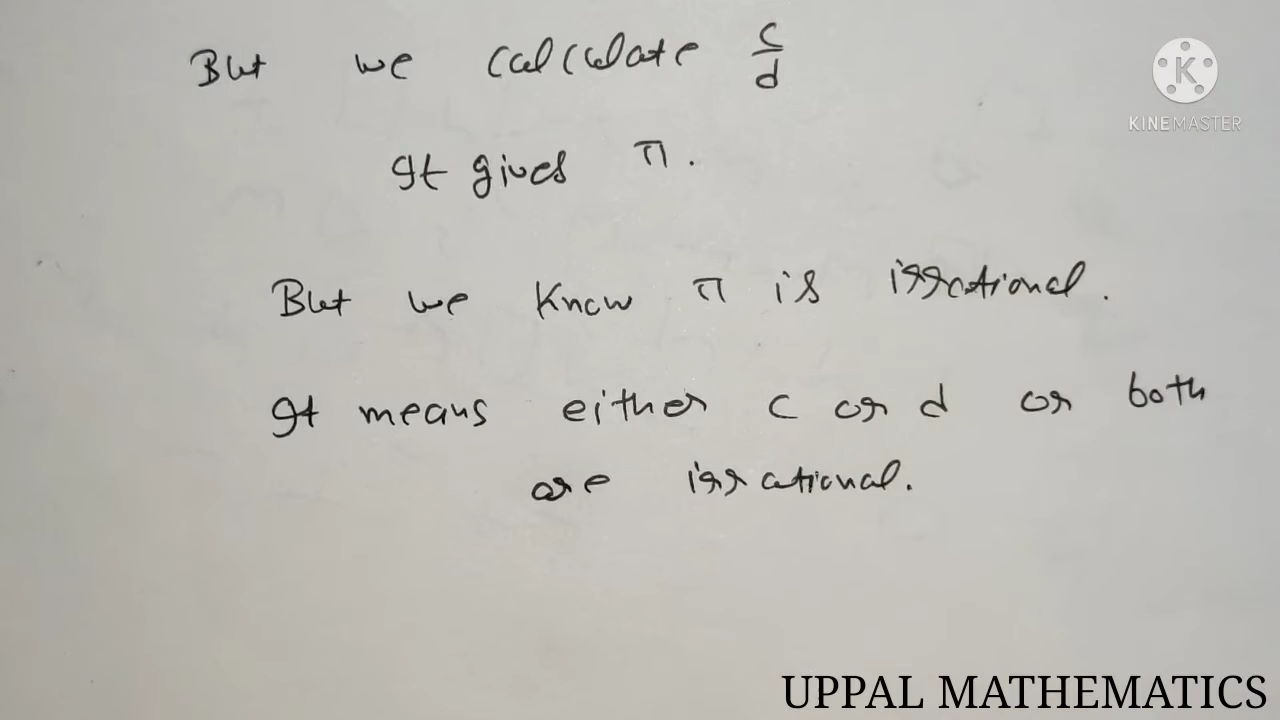 But we calculate c/d
KINEMASTER
It gives π.
But we know π is irrational.
It means either c or d or both
are irrational.
UPPAL MATHEMATICS